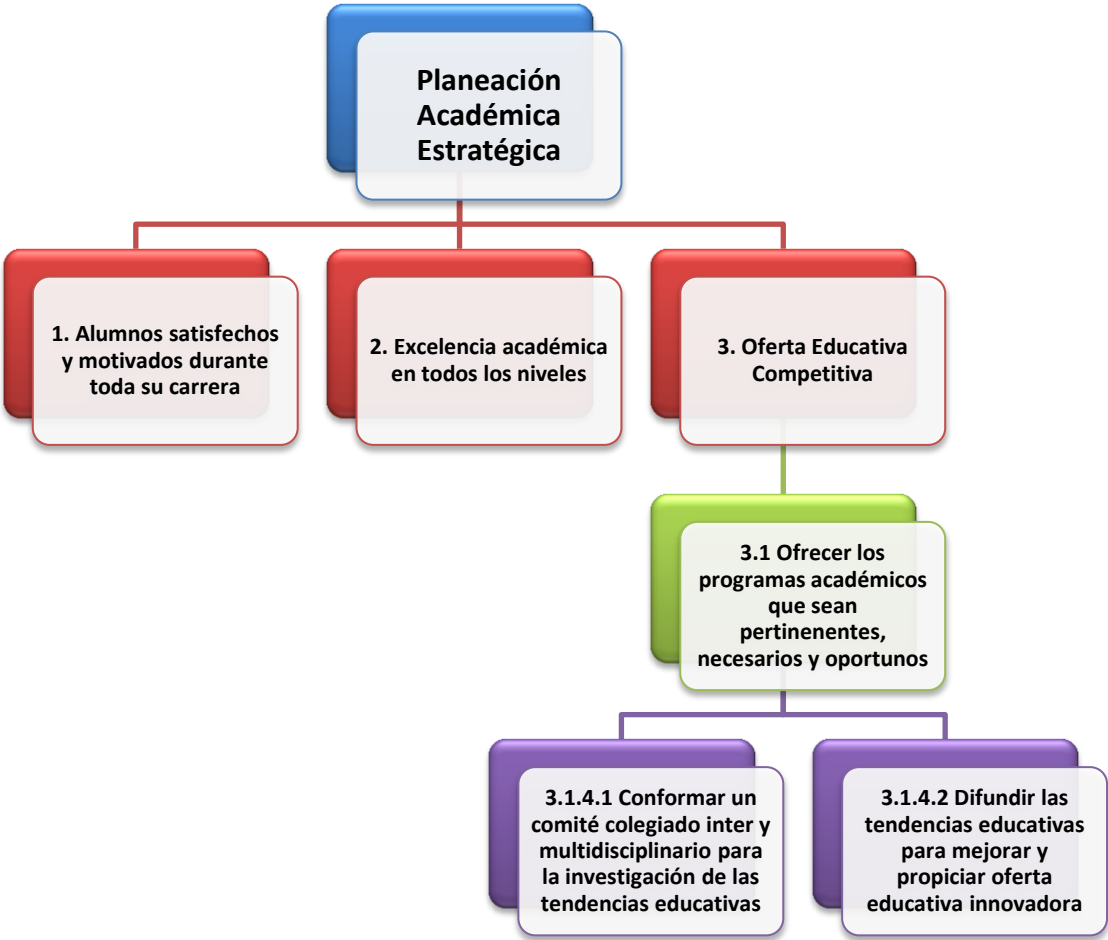 Planeación
Académica
Estratégica
1. Alumnos satisfechos
y motivados durante
toda su carrera
2. Excelencia académica
en todos los niveles
3. Oferta Educativa
Competitiva
3.1 Ofrecer los
programas académicos
que sean
pertinenentes,
necesarios y oportunos
3.1.4.1 Conformar un
comité colegiado inter y
multidisciplinario para
la investigación de las
tendencias educativas
3.1.4.2 Difundir las
tendencias educativas
para mejorar y
propiciar oferta
educativa innovadora